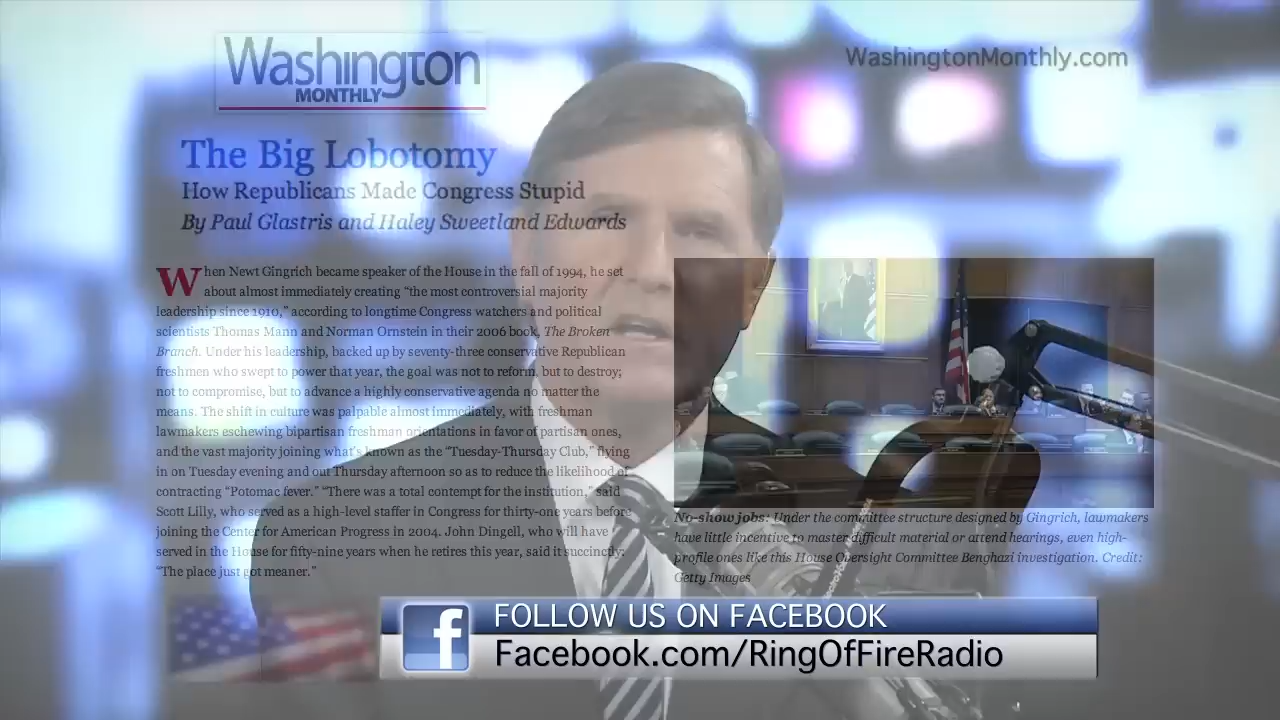 Washington
MONTHLY
WashingtonMonthly.com
The Big Lobotomy
How Republicans Made Congress Stupid
By Paul Glastris and Haley Sweetland Edwards
When Newt Gingrich became speaker of the House in the fall of 1994, he set
about almost immediately creating “the most controversial majority
leadership since 1910,” according to longtime Congress watchers and political
scientists Thomas Mann and Norman Ornstein in their 2006 book, The Broken
Branch. Under his leadership, backed up by seventy-three conservative Republican
freshmen who swept to power that year, the goal was not to reform, but to destroy;
not to compromise, but to advance a highly conservative agenda no matter the
means. The shift in culture was palpable almost immediately, with freshman
lawmakers eschewing bipartisan freshman orientations in favor of partisan ones,
and the vast majority joining what’s known as the “Tuesday-Thursday Club,” flying
in on Tuesday evening and out Thursday afternoon so as to reduce the likelihood of
contracting “Potomac fever.” “There was a total contempt for the institution,” said
Scott Lilly, who served as a high-level staffer in Congress for thirty-one years before
joining the Center for American Progress in 2004. John Dingell, who will have
served in the House for fifty-nine years when he retires this year, said it succinctly:
“The place just got meaner.”
No-show jobs: Under the committee structure designed by Gingrich, lawmakers
have little incentive to master difficult material or attend hearings, even high-
profile ones like this House Oversight Committee Benghazi investigation. Credit:
Getty Images
f
FOLLOW US ON FACEBOOK
Facebook.com/RingOfFireRadio